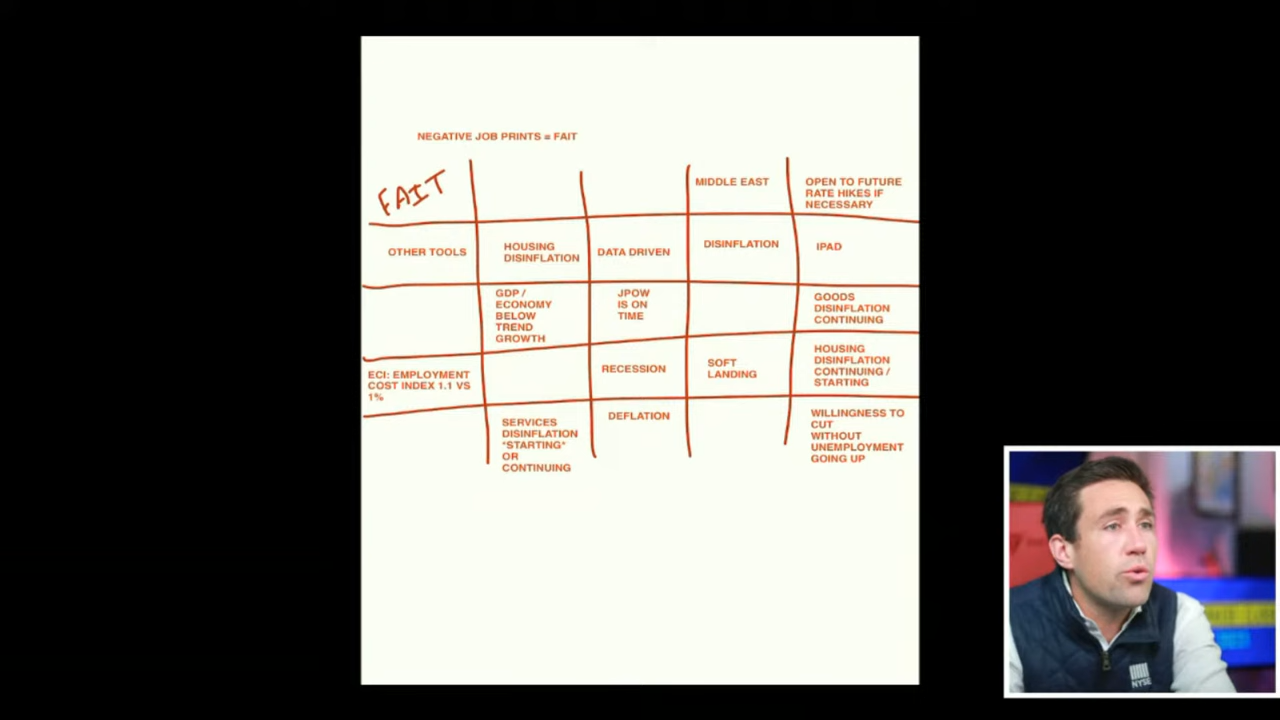 NEGATIVE JOB PRINTS = FAIT
FAIT
MIDDLE EAST
OPEN TO FUTURE
RATE HIKES IF
NECESSARY
OTHER TOOLS
HOUSING
DISINFLATION
DATA DRIVEN
DISINFLATION
IPAD
GDP /
ECONOMY
BELOW
TREND
GROWTH
JPOW
IS ON
TIME
GOODS
DISINFLATION
CONTINUING
ECI: EMPLOYMENT
COST INDEX 1.1 VS
1%
RECESSION
SOFT
LANDING
HOUSING
DISINFLATION
CONTINUING /
STARTING
SERVICES
DISINFLATION
"STARTING"
OR
CONTINUING
DEFLATION
WILLINGNESS TO
CUT
WITHOUT
UNEMPLOYMENT
GOING UP
NYSE